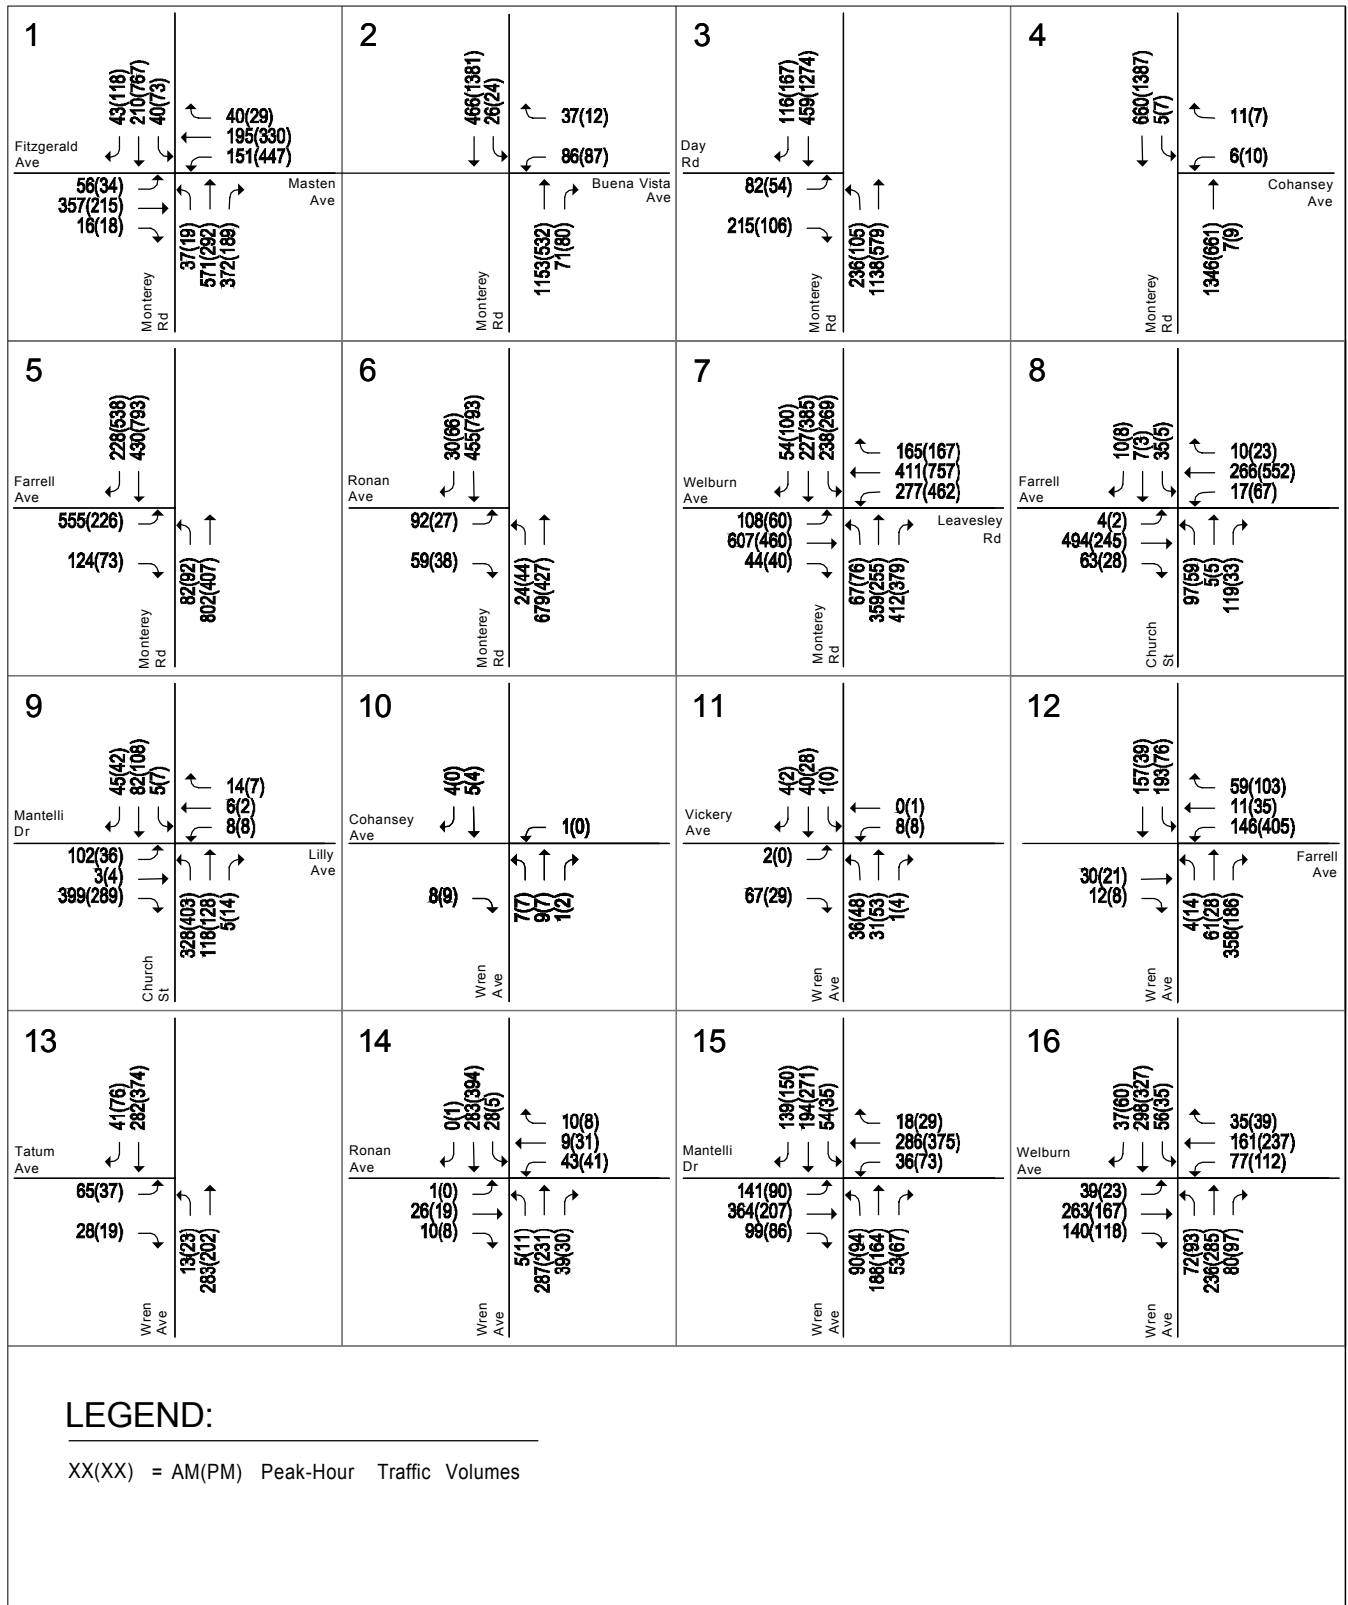 1
43(118)
210(767)
40(73)
40(29)
195(330)
151(447)
Fitzgerald
Ave
56(34)
357(215)
16(18)
Masten
Ave
37(19)
571(292)
372(189)
Monterey
Rd
2
466(1381)
26(24)
37(12)
86(87)
Buena Vista
Ave
1153(532)
71(80)
Monterey
Rd
3
116(167)
459(1274)
Day
Rd
82(54)
215(106)
236(105)
1138(579)
Monterey
Rd
4
660(1387)
5(7)
11(7)
6(10)
Cohansey
Ave
1346(661)
7(9)
Monterey
Rd
5
228(538)
430(793)
Farrell
Ave
555(226)
124(73)
82(92)
802(407)
Monterey
Rd
6
30(66)
455(793)
Ronan
Ave
92(27)
59(38)
24(44)
679(427)
Monterey
Rd
7
54(100)
227(385)
238(269)
165(167)
411(757)
277(462)
Welburn
Ave
108(60)
607(460)
44(40)
Leavesley
Rd
67(76)
359(255)
412(379)
Monterey
Rd
8
10(8)
7(3)
35(5)
10(23)
266(552)
17(67)
Farrell
Ave
4(2)
494(245)
63(28)
97(59)
5(5)
119(33)
Church
St
9
45(42)
82(108)
5(7)
14(7)
6(2)
8(8)
Mantelli
Dr
102(36)
3(4)
399(289)
Lilly
Ave
328(403)
118(128)
5(14)
Church
St
10
4(0)
5(4)
Cohansey
Ave
1(0)
8(9)
7(7)
9(7)
1(2)
Wren
Ave
11
4(2)
40(28)
1(0)
0(1)
8(8)
Vickery
Ave
2(0)
67(29)
36(48)
31(53)
1(4)
Wren
Ave
12
157(39)
193(76)
59(103)
11(35)
146(405)
30(21)
12(8)
Farrell
Ave
4(14)
61(28)
358(186)
Wren
Ave
13
41(76)
282(374)
Tatum
Ave
65(37)
28(19)
13(23)
283(202)
Wren
Ave
14
0(1)
283(394)
28(5)
10(8)
9(31)
43(41)
Ronan
Ave
1(0)
26(19)
10(8)
5(11)
287(231)
39(30)
Wren
Ave
15
139(150)
194(271)
54(35)
18(29)
286(375)
36(73)
Mantelli
Dr
141(90)
364(207)
99(86)
90(94)
188(164)
53(67)
Wren
Ave
16
37(60)
298(327)
56(35)
35(39)
161(237)
77(112)
Welburn
Ave
39(23)
263(167)
140(118)
72(93)
236(285)
80(97)
Wren
Ave
LEGEND:
XX(XX) = AM(PM) Peak-Hour Traffic Volumes